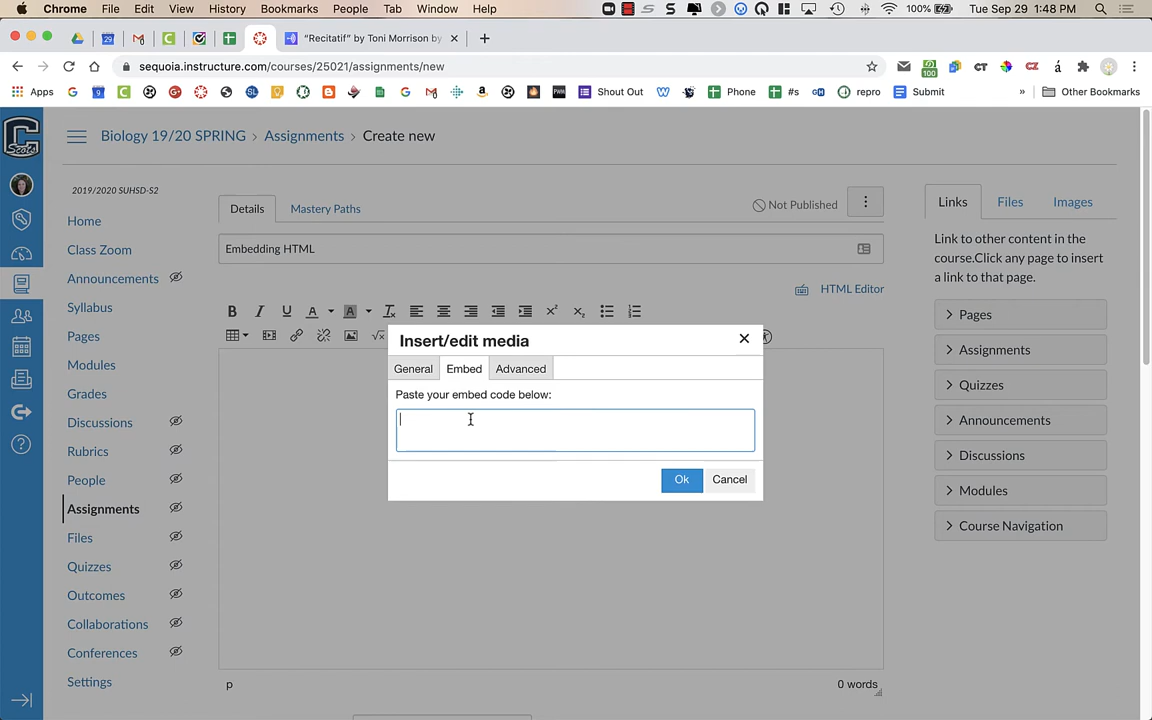 Chrome File Edit View History Bookmarks People Tab Window Help 100% Tue Sep 29 1:48 PM
"Recitatif" by Toni Morrison by
sequoia.instructure.com/courses/25021/assignments/new
Apps Shout Out Phone #s repro Submit » Other Bookmarks
Biology 19/20 SPRING > Assignments > Create new
2019/2020 SUHSD-S2
Home
Class Zoom
Announcements
Syllabus
Pages
Modules
Grades
Discussions
Rubrics
People
Assignments
Files
Quizzes
Outcomes
Collaborations
Conferences
Settings
Details Mastery Paths Not Published
Embedding HTML
HTML Editor
B I U A A
Insert/edit media
General Embed Advanced
Paste your embed code below:
Ok Cancel
p 0 words
Links Files Images
Link to other content in the
course.Click any page to insert
a link to that page.
Pages
Assignments
Quizzes
Announcements
Discussions
Modules
Course Navigation